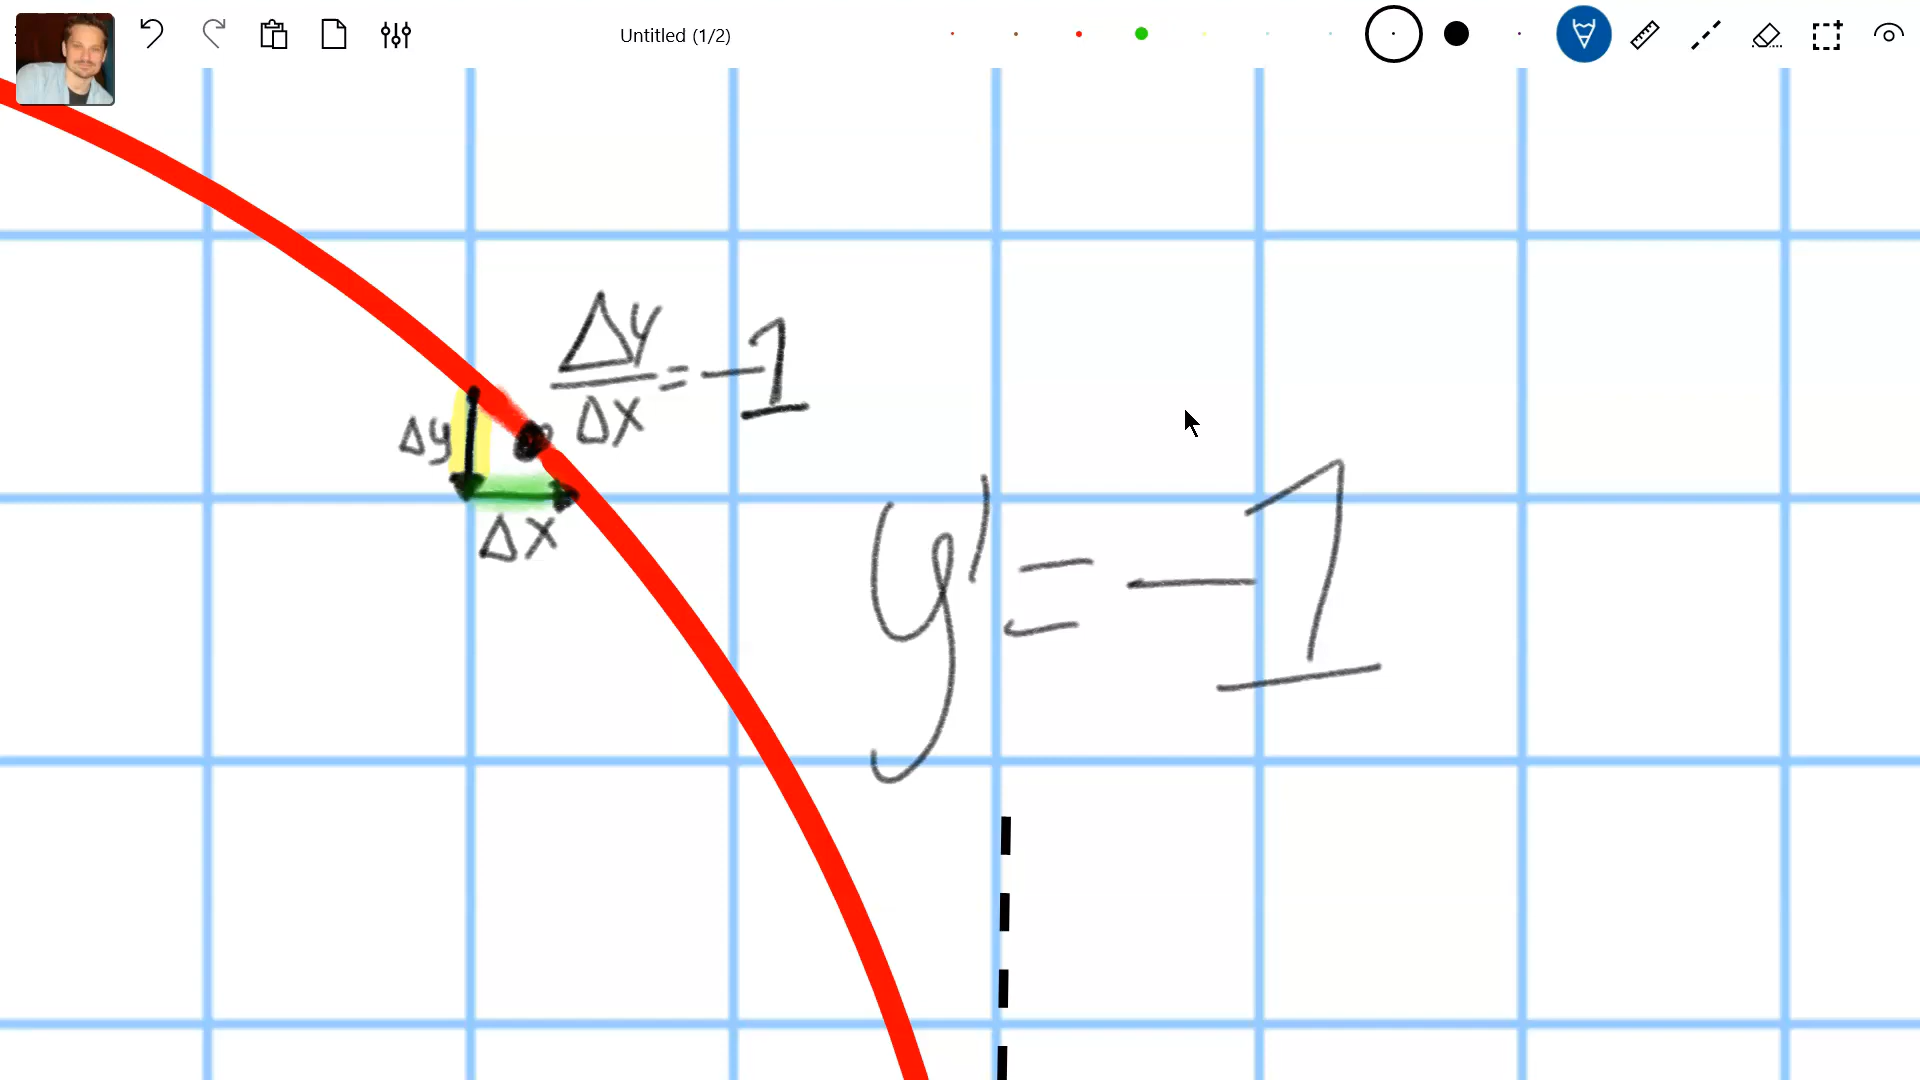 Untitled (1/2)
Δy
Δx
= -1
Δy
Δx
y' = -1